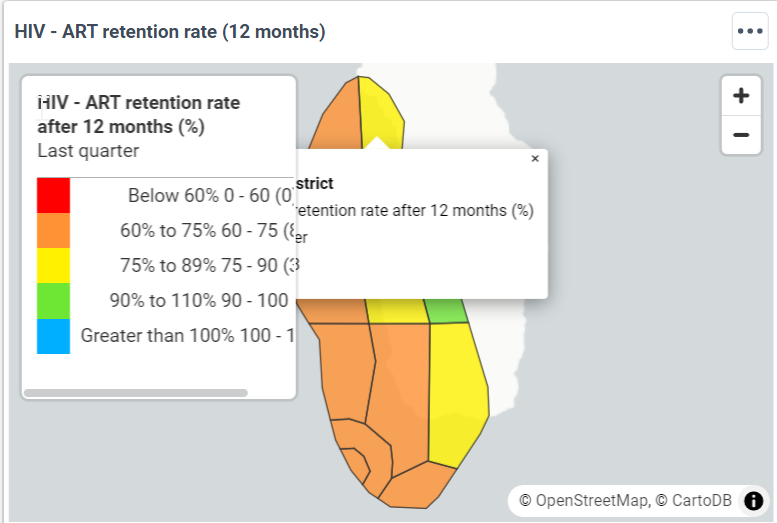 HIV - ART retention rate (12 months)
HIV - ART retention rate
after 12 months (%)
Last quarter
Below 60% 0 - 60 (0
60% to 75% 60 - 75 (8
75% to 89% 75 - 90 (3
90% to 110% 90 - 100
Greater than 100% 100 - 1
×
strict
retention rate after 12 months (%)
er
+
−
© OpenStreetMap, © CartoDB